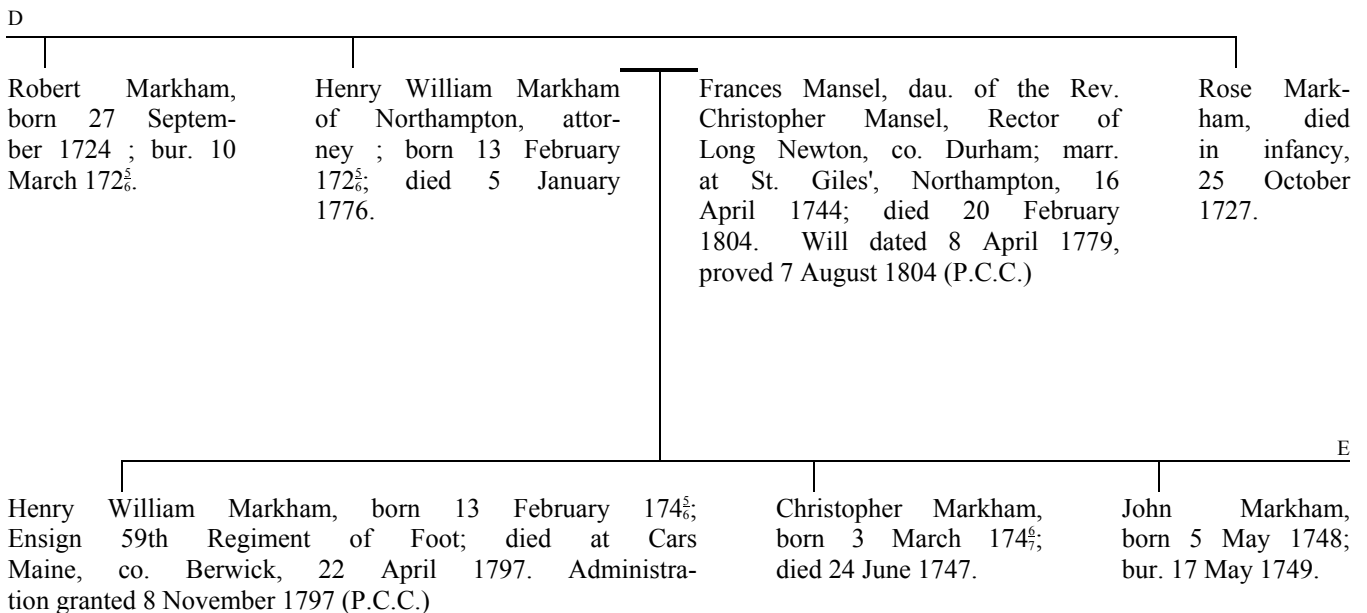 D
Robert Markham,
born 27 Septem-
ber 1724 ; bur. 10
March 172⁵⁄₆.
Henry William Markham
of Northampton, attor-
ney ; born 13 February
172⁵⁄₆; died 5 January
1776.
Frances Mansel, dau. of the Rev.
Christopher Mansel, Rector of
Long Newton, co. Durham; marr.
at St. Giles', Northampton, 16
April 1744; died 20 February
1804. Will dated 8 April 1779,
proved 7 August 1804 (P.C.C.)
Rose Mark-
ham, died
in infancy,
25 October
1727.
E
Henry William Markham, born 13 February 174⁵⁄₆;
Ensign 59th Regiment of Foot; died at Cars
Maine, co. Berwick, 22 April 1797. Administra-
tion granted 8 November 1797 (P.C.C.)
Christopher Markham,
born 3 March 174⁶⁄₇;
died 24 June 1747.
John Markham,
born 5 May 1748;
bur. 17 May 1749.